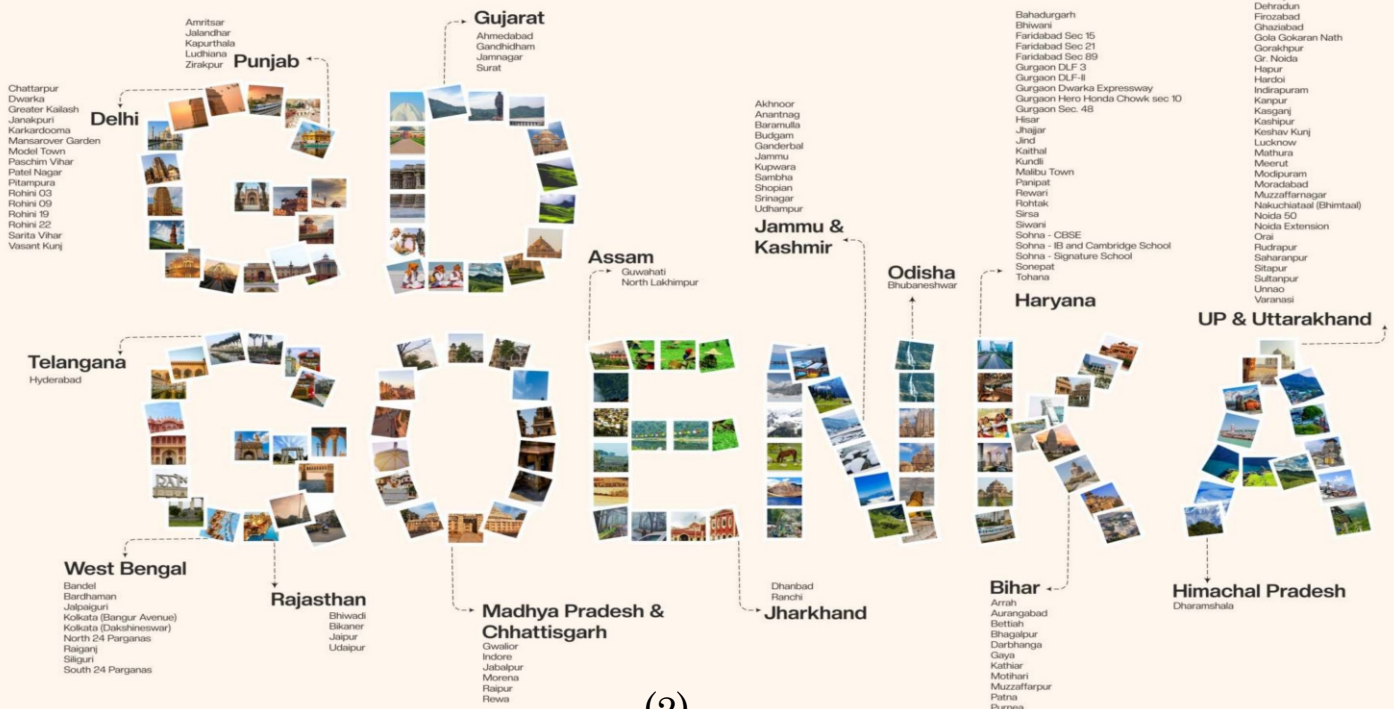 Gujarat
Ahmedabad
Gandhidham
Jamnagar
Surat
Amritsar
Jalandhar
Kapurthala
Ludhiana
Zirakpur
Punjab
Chattarpur
Dwarka
Greater Kailash
Janakpuri
Karkardooma
Mansarover Garden
Model Town
Paschim Vihar
Patel Nagar
Pitampura
Rohini 03
Rohini 09
Rohini 19
Rohini 22
Sarita Vihar
Vasant Kunj
Delhi
GD
Akhnoor
Anantnag
Baramulla
Budgam
Ganderbal
Jammu
Kupwara
Sambha
Shopian
Srinagar
Udhampur
Jammu &
Kashmir
Bahadurgarh
Bhiwani
Faridabad Sec 15
Faridabad Sec 21
Faridabad Sec 89
Gurgaon DLF 3
Gurgaon DLF-II
Gurgaon Dwarka Expressway
Gurgaon Hero Honda Chowk sec 10
Gurgaon Sec. 48
Hisar
Jhajjar
Jind
Kaithal
Kundli
Malibu Town
Panipat
Rewari
Rohtak
Sirsa
Siwani
Sohna - CBSE
Sohna - IB and Cambridge School
Sohna - Signature School
Sonepat
Tohana
Haryana
Dehradun
Firozabad
Ghaziabad
Gola Gokaran Nath
Gorakhpur
Gr. Noida
Hapur
Hardoi
Indirapuram
Kanpur
Kasganj
Kashipur
Keshav Kunj
Lucknow
Mathura
Meerut
Modipuram
Moradabad
Muzzaffarnagar
Nakuchiataal (Bhimtaal)
Noida 50
Noida Extension
Orai
Rudrapur
Saharanpur
Sitapur
Sultanpur
Unnao
Varanasi
UP & Uttarakhand
Assam
Guwahati
North Lakhimpur
Odisha
Bhubaneshwar
Telangana
Hyderabad
GOENKA
West Bengal
Bandel
Bardhaman
Jalpaiguri
Kolkata (Bangur Avenue)
Kolkata (Dakshineswar)
North 24 Parganas
Raiganj
Siliguri
South 24 Parganas
Rajasthan
Bhiwadi
Bikaner
Jaipur
Udaipur
Madhya Pradesh &
Chhattisgarh
Gwalior
Indore
Jabalpur
Morena
Raipur
Rewa
Dhanbad
Ranchi
Jharkhand
Bihar
Arrah
Aurangabad
Bettiah
Bhagalpur
Darbhanga
Gaya
Kathiar
Motihari
Muzzaffarpur
Patna
Purnea
Himachal Pradesh
Dharamshala